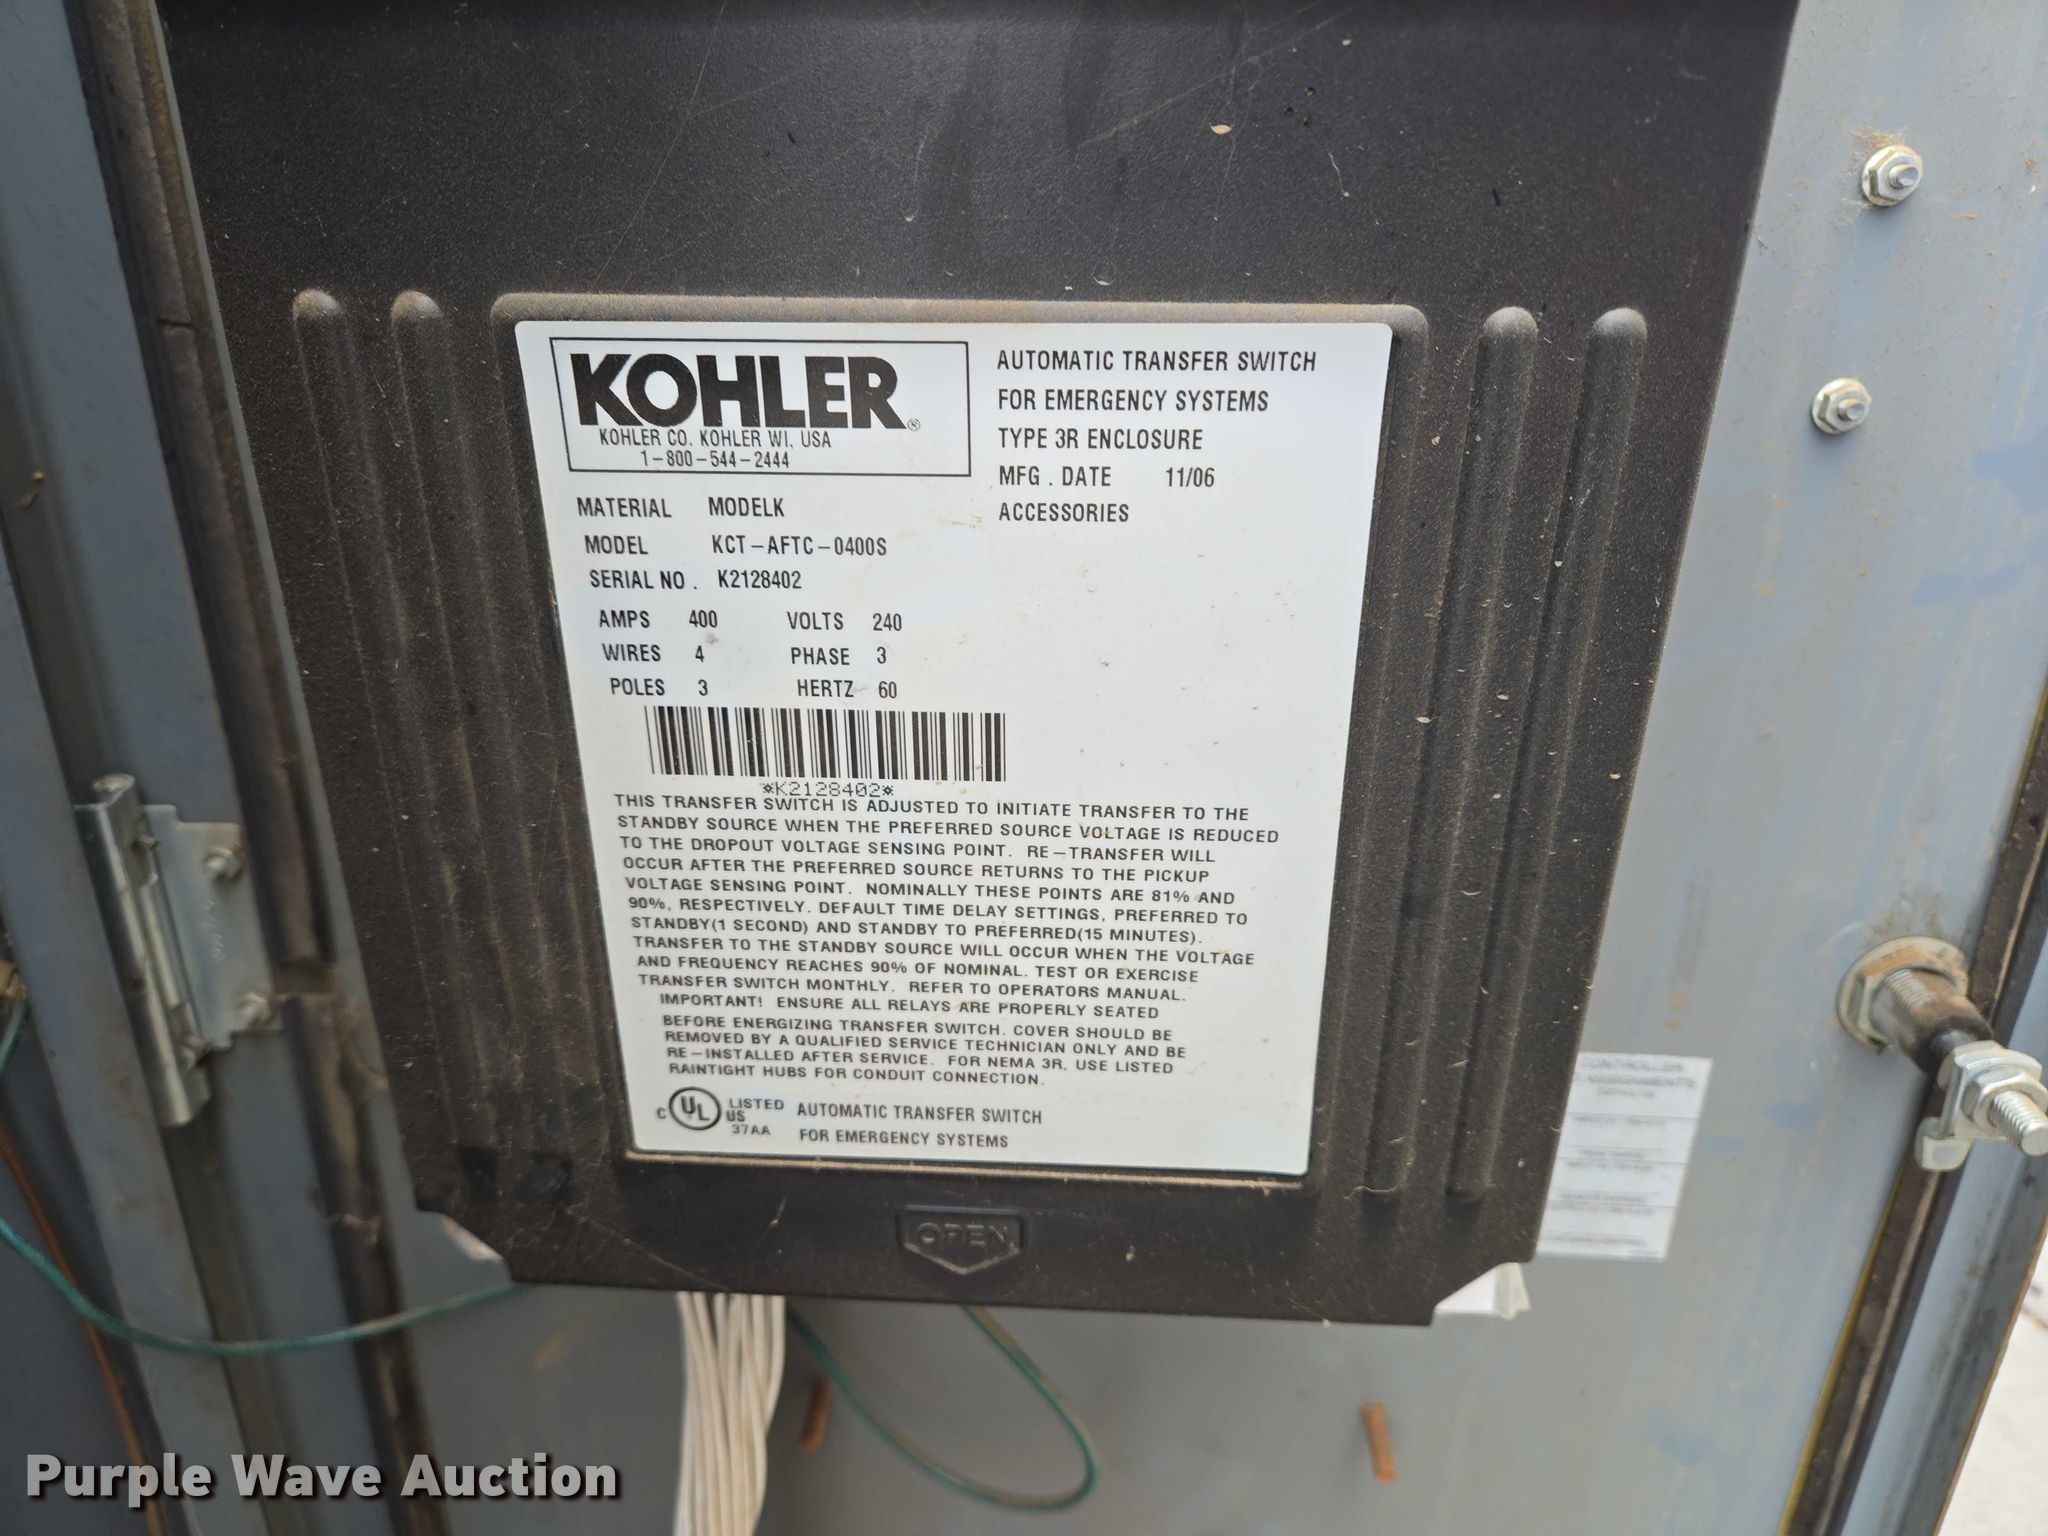 KOHLER®
KOHLER CO. KOHLER WI, USA
1-800-544-2444
AUTOMATIC TRANSFER SWITCH
FOR EMERGENCY SYSTEMS
TYPE 3R ENCLOSURE
MFG . DATE 11/06
ACCESSORIES
MATERIAL MODELK
MODEL KCT-AFTC-0400S
SERIAL NO . K2128402
AMPS 400 VOLTS 240
WIRES 4 PHASE 3
POLES 3 HERTZ 60
*K2128402*
THIS TRANSFER SWITCH IS ADJUSTED TO INITIATE TRANSFER TO THE
STANDBY SOURCE WHEN THE PREFERRED SOURCE VOLTAGE IS REDUCED
TO THE DROPOUT VOLTAGE SENSING POINT. RE-TRANSFER WILL
OCCUR AFTER THE PREFERRED SOURCE RETURNS TO THE PICKUP
VOLTAGE SENSING POINT. NOMINALLY THESE POINTS ARE 81% AND
90%, RESPECTIVELY. DEFAULT TIME DELAY SETTINGS, PREFERRED TO
STANDBY(1 SECOND) AND STANDBY TO PREFERRED(15 MINUTES).
TRANSFER TO THE STANDBY SOURCE WILL OCCUR WHEN THE VOLTAGE
AND FREQUENCY REACHES 90% OF NOMINAL. TEST OR EXERCISE
TRANSFER SWITCH MONTHLY. REFER TO OPERATORS MANUAL.
IMPORTANT! ENSURE ALL RELAYS ARE PROPERLY SEATED
BEFORE ENERGIZING TRANSFER SWITCH. COVER SHOULD BE
REMOVED BY A QUALIFIED SERVICE TECHNICIAN ONLY AND BE
RE-INSTALLED AFTER SERVICE. FOR NEMA 3R, USE LISTED
RAINTIGHT HUBS FOR CONDUIT CONNECTION.
C UL US LISTED 37AA
AUTOMATIC TRANSFER SWITCH
FOR EMERGENCY SYSTEMS
OPEN
CONTROLLER
Purple Wave Auction